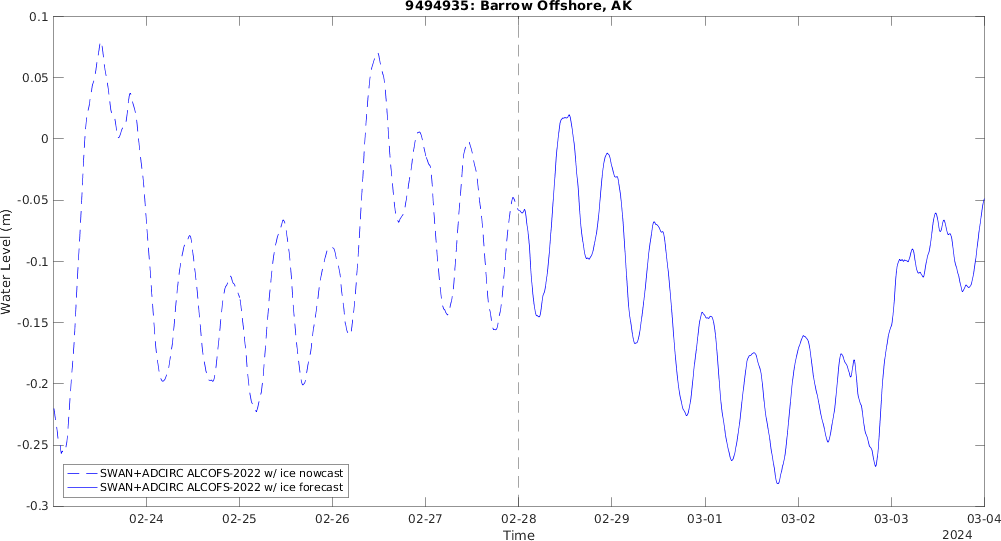 9494935: Barrow Offshore, AK
Water Level (m)
0.1
0.05
0
-0.05
-0.1
-0.15
-0.2
-0.25
-0.3
SWAN+ADCIRC ALCOFS-2022 w/ ice nowcast
SWAN+ADCIRC ALCOFS-2022 w/ ice forecast
02-24 02-25 02-26 02-27 02-28 02-29 03-01 03-02 03-03 03-04
Time
2024